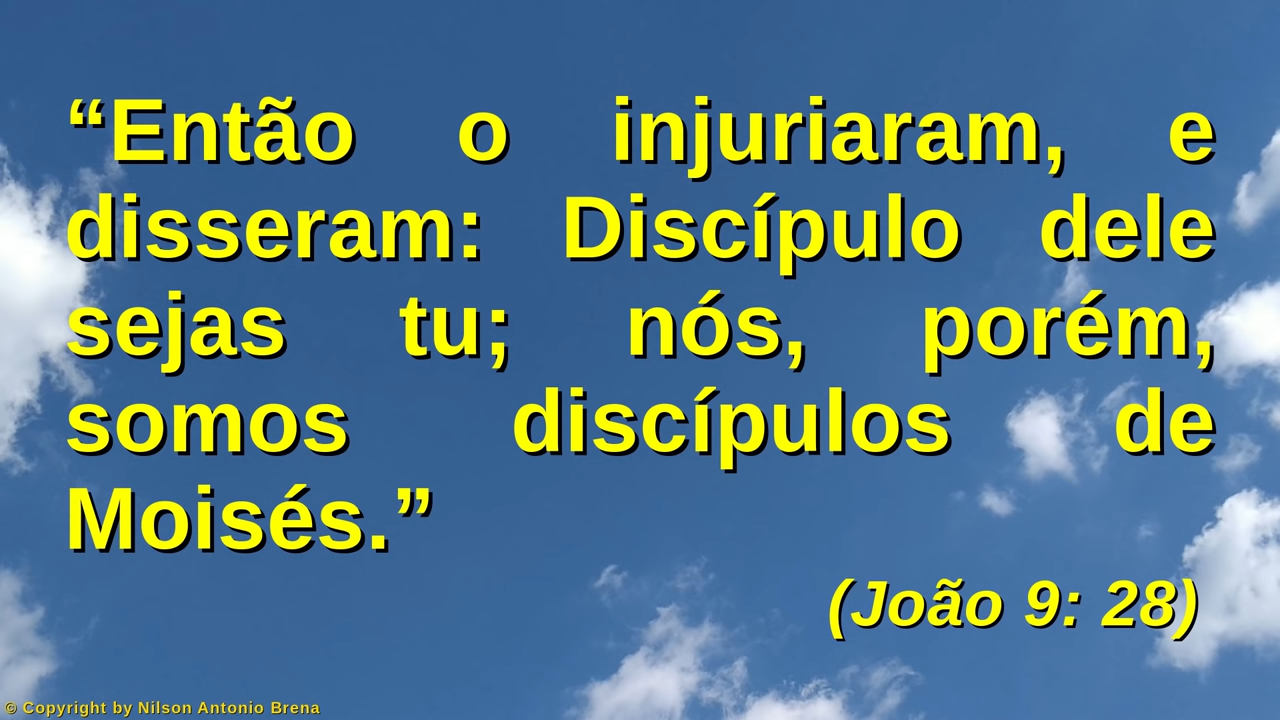 “Então o injuriaram, e
disseram: Discípulo dele
sejas tu; nós, porém,
somos discípulos de
Moisés.”
(João 9: 28)
© Copyright by Nilson Antonio Brena